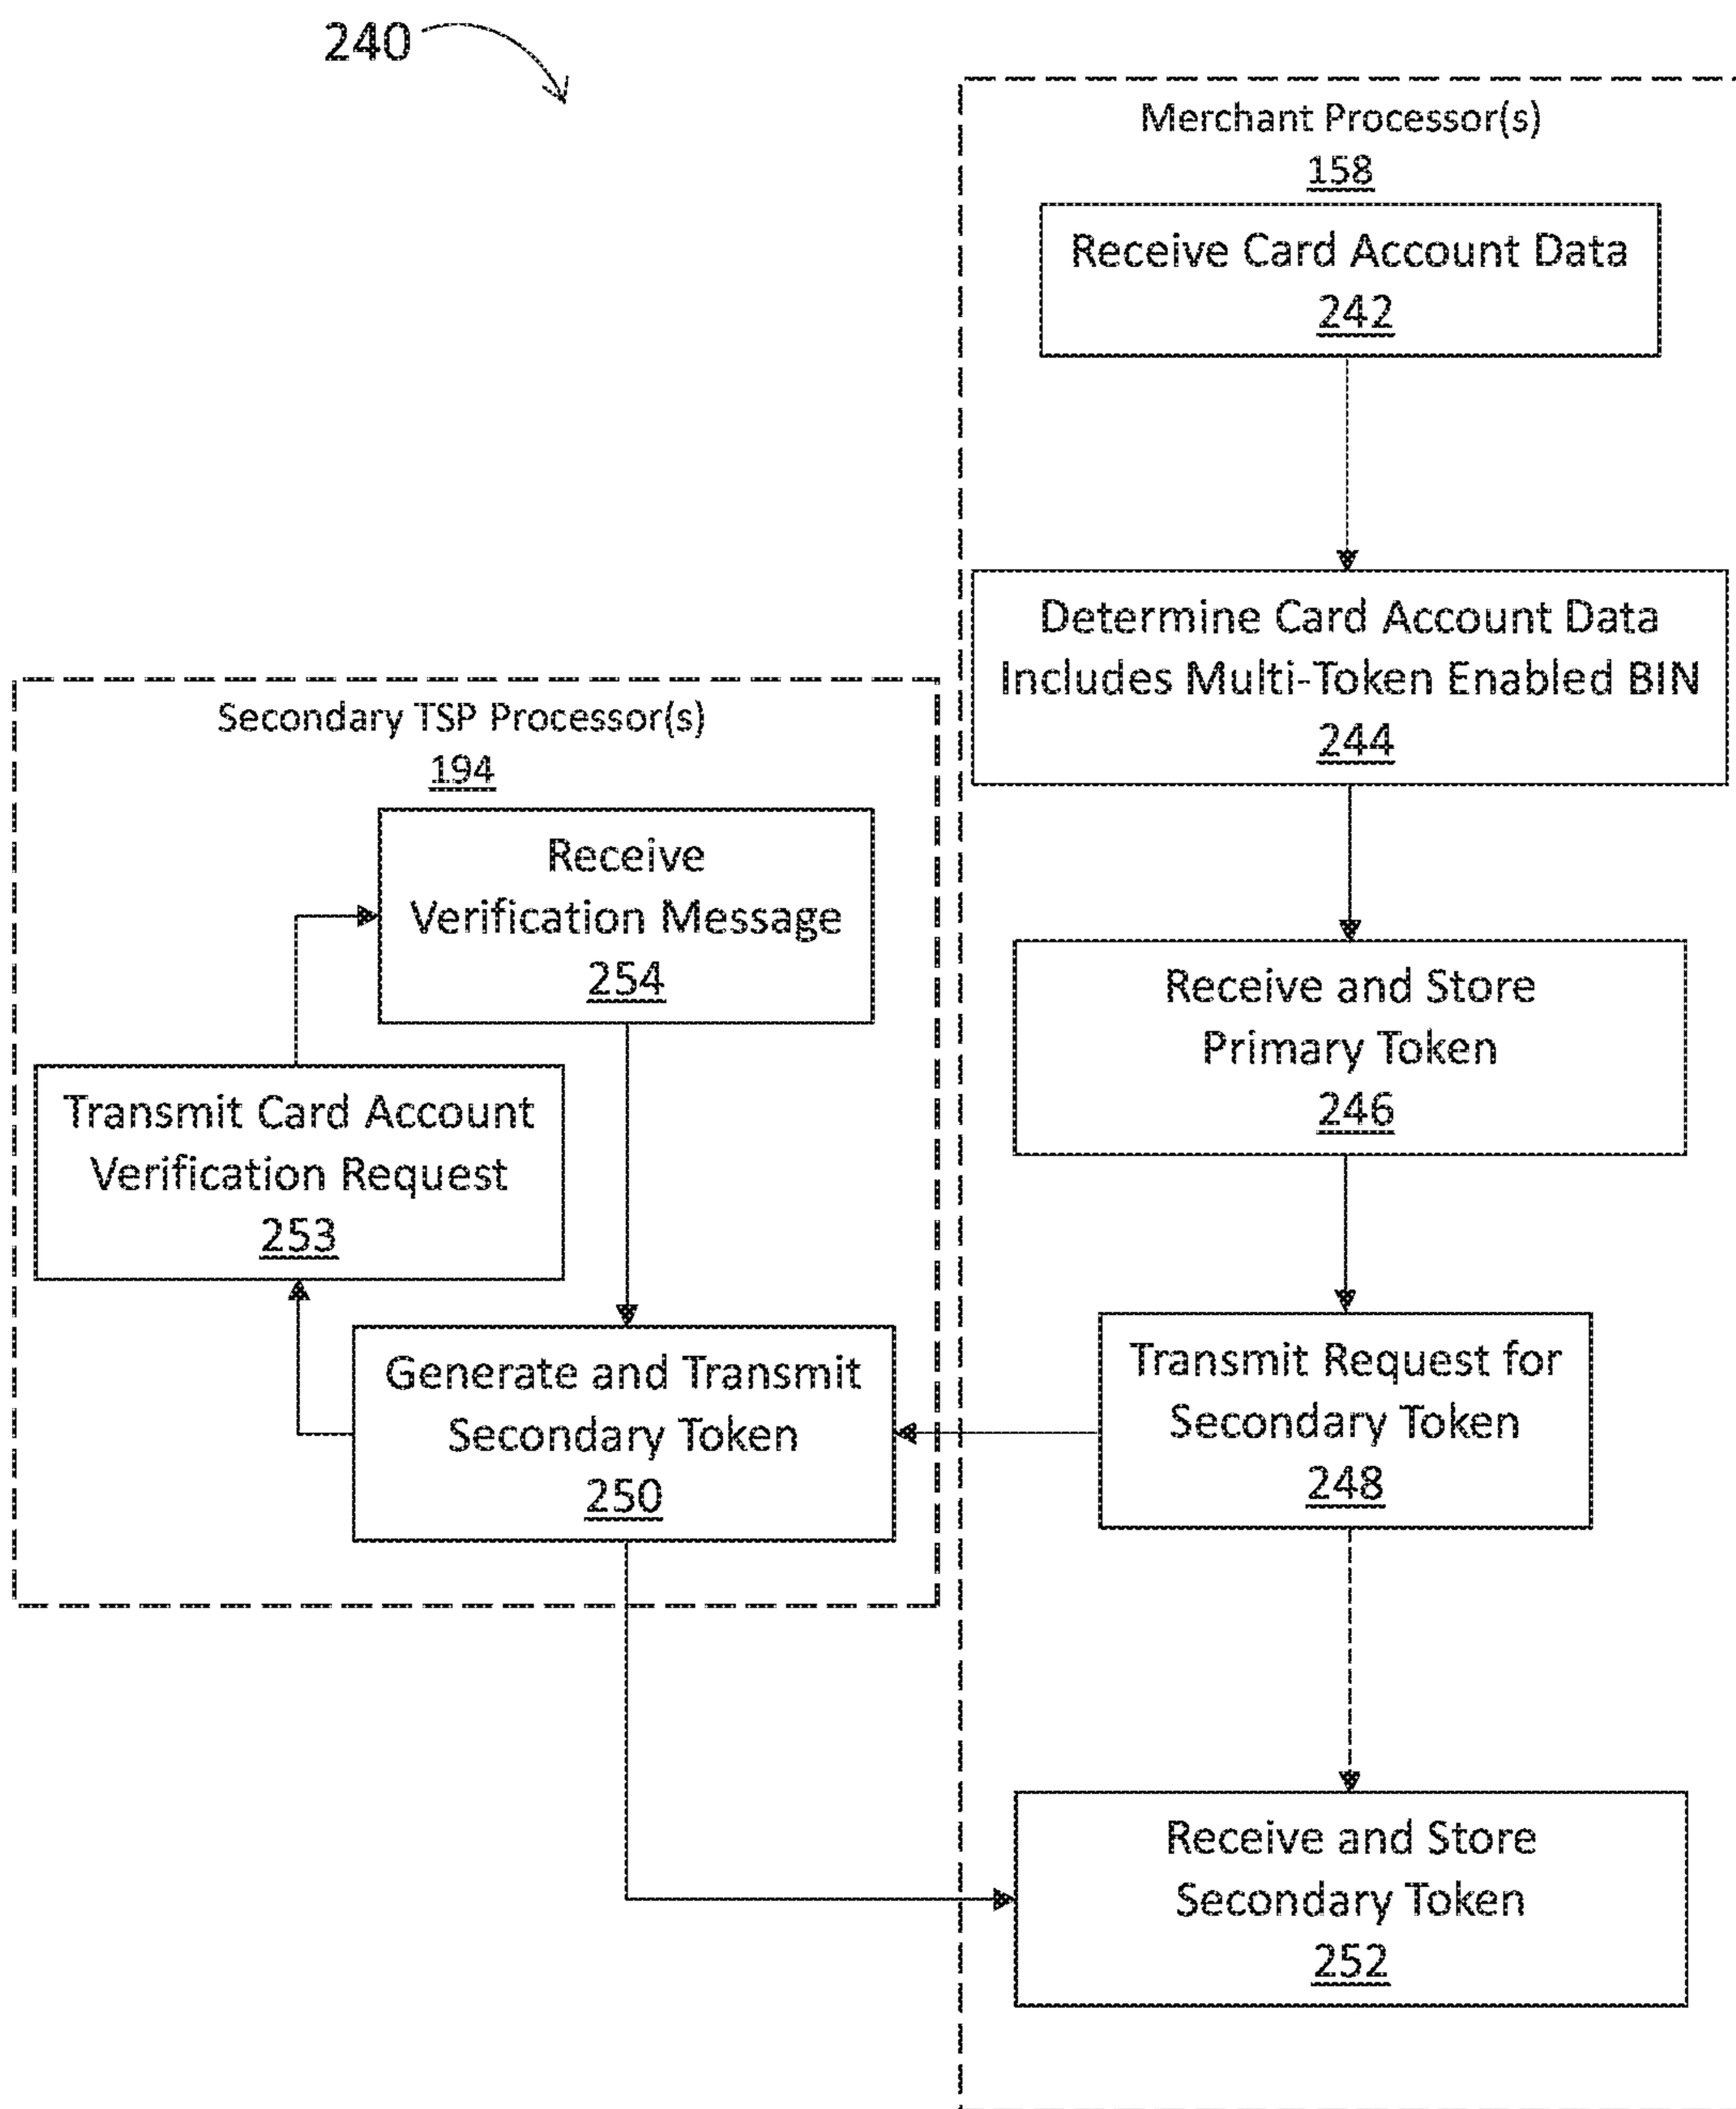 240
Merchant Processor(s)
158
Receive Card Account Data
242
Determine Card Account Data
Includes Multi-Token Enabled BIN
244
Secondary TSP Processor(s)
194
Receive
Verification Message
254
Receive and Store
Primary Token
246
Transmit Card Account
Verification Request
253
Transmit Request for
Secondary Token
248
Generate and Transmit
Secondary Token
250
Receive and Store
Secondary Token
252